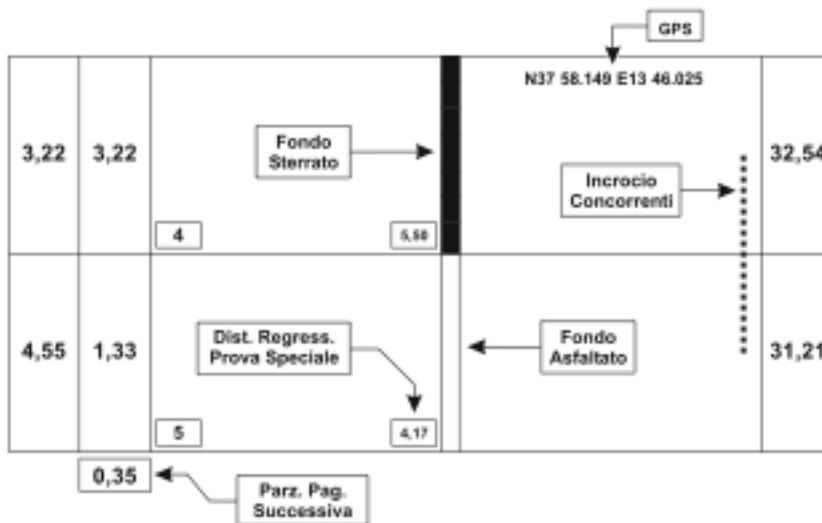 GPS
N37 58.149 E13 46.025
3,22
3,22
Fondo
Sterrato
Incrocio
Concorrenti
32,54
4
5,50
4,55
1,33
Dist. Regress.
Prova Speciale
Fondo
Asfaltato
31,21
5
4,17
0,35
Parz. Pag.
Successiva